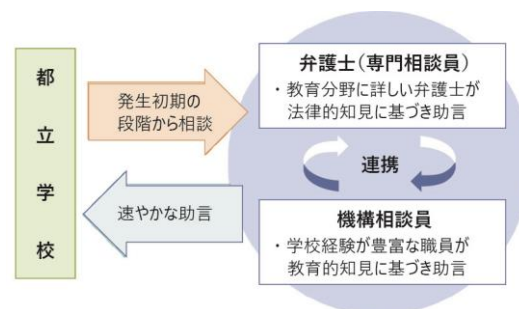 都立学校
発生初期の
段階から相談
速やかな助言
弁護士（専門相談員）
・教育分野に詳しい弁護士が
法律的知見に基づき助言
連携
機構相談員
・学校経験が豊富な職員が
教育的知見に基づき助言